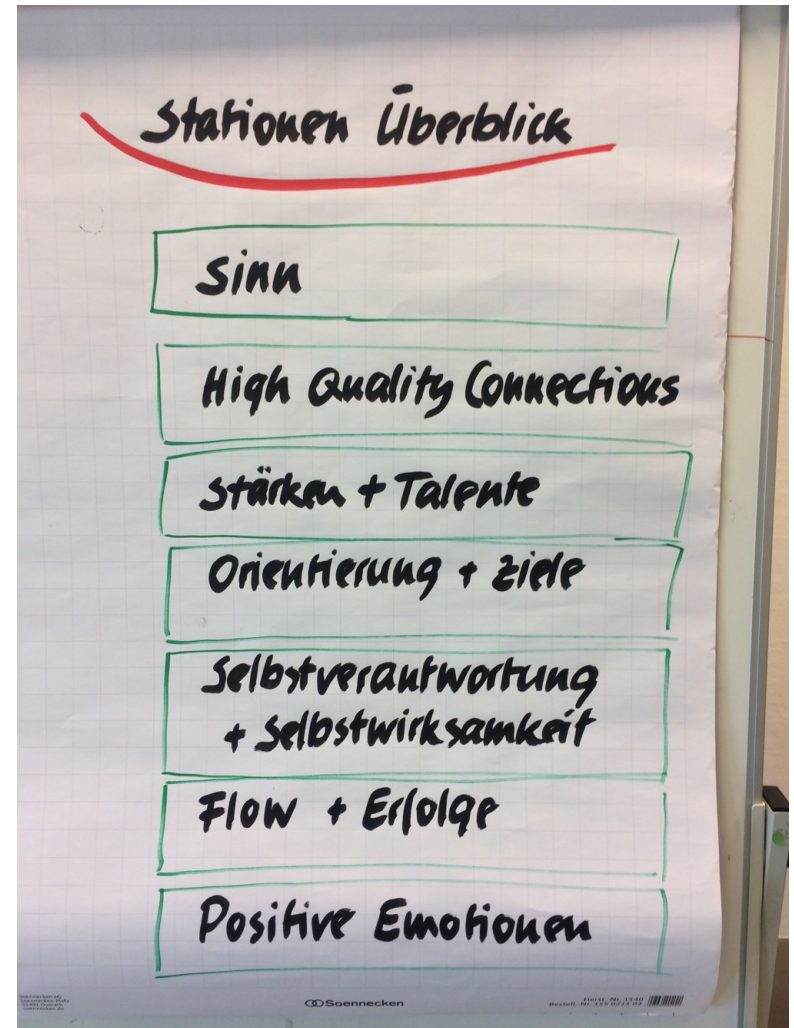 Stationen Überblick
Sinn
High Quality Connections
Stärken + Talente
Orientierung + Ziele
Selbstverantwortung
+ Selbstwirksamkeit
Flow + Erfolge
Positive Emotionen
Soennecken